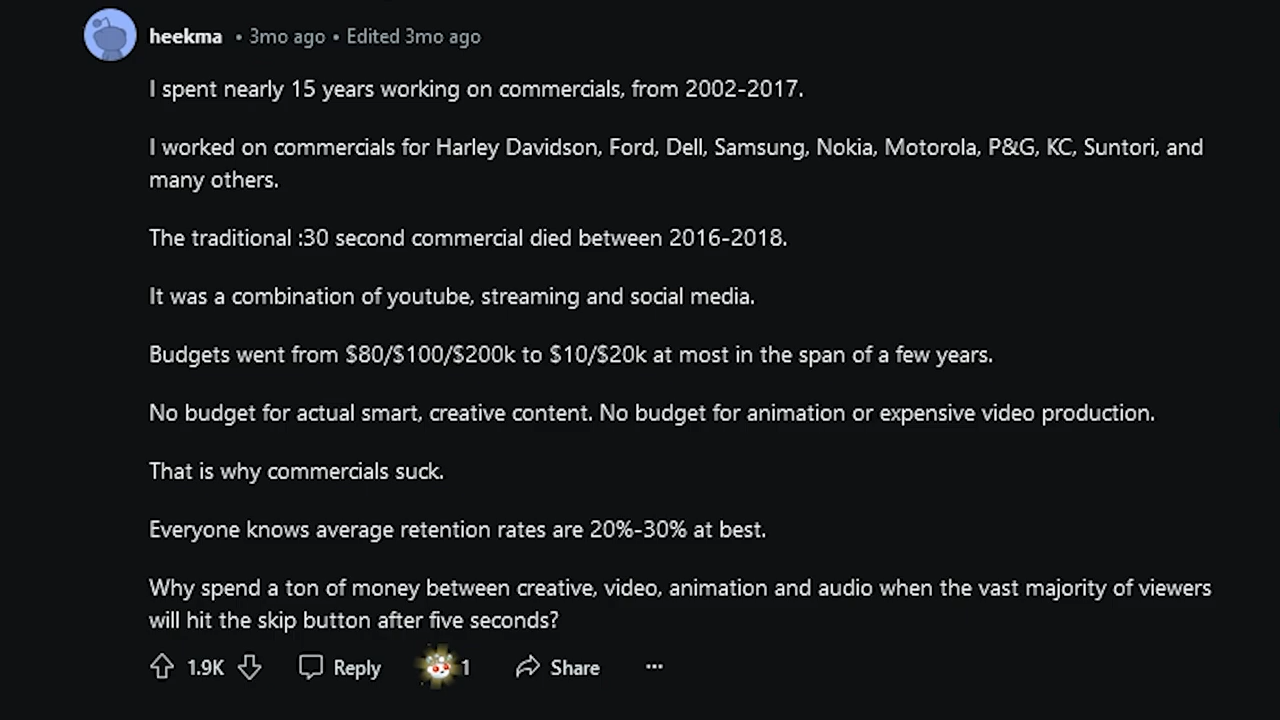 heekma • 3mo ago • Edited 3mo ago
I spent nearly 15 years working on commercials, from 2002-2017.
I worked on commercials for Harley Davidson, Ford, Dell, Samsung, Nokia, Motorola, P&G, KC, Suntori, and
many others.
The traditional :30 second commercial died between 2016-2018.
It was a combination of youtube, streaming and social media.
Budgets went from $80/$100/$200k to $10/$20k at most in the span of a few years.
No budget for actual smart, creative content. No budget for animation or expensive video production.
That is why commercials suck.
Everyone knows average retention rates are 20%-30% at best.
Why spend a ton of money between creative, video, animation and audio when the vast majority of viewers
will hit the skip button after five seconds?
1.9K Reply 1 Share ...